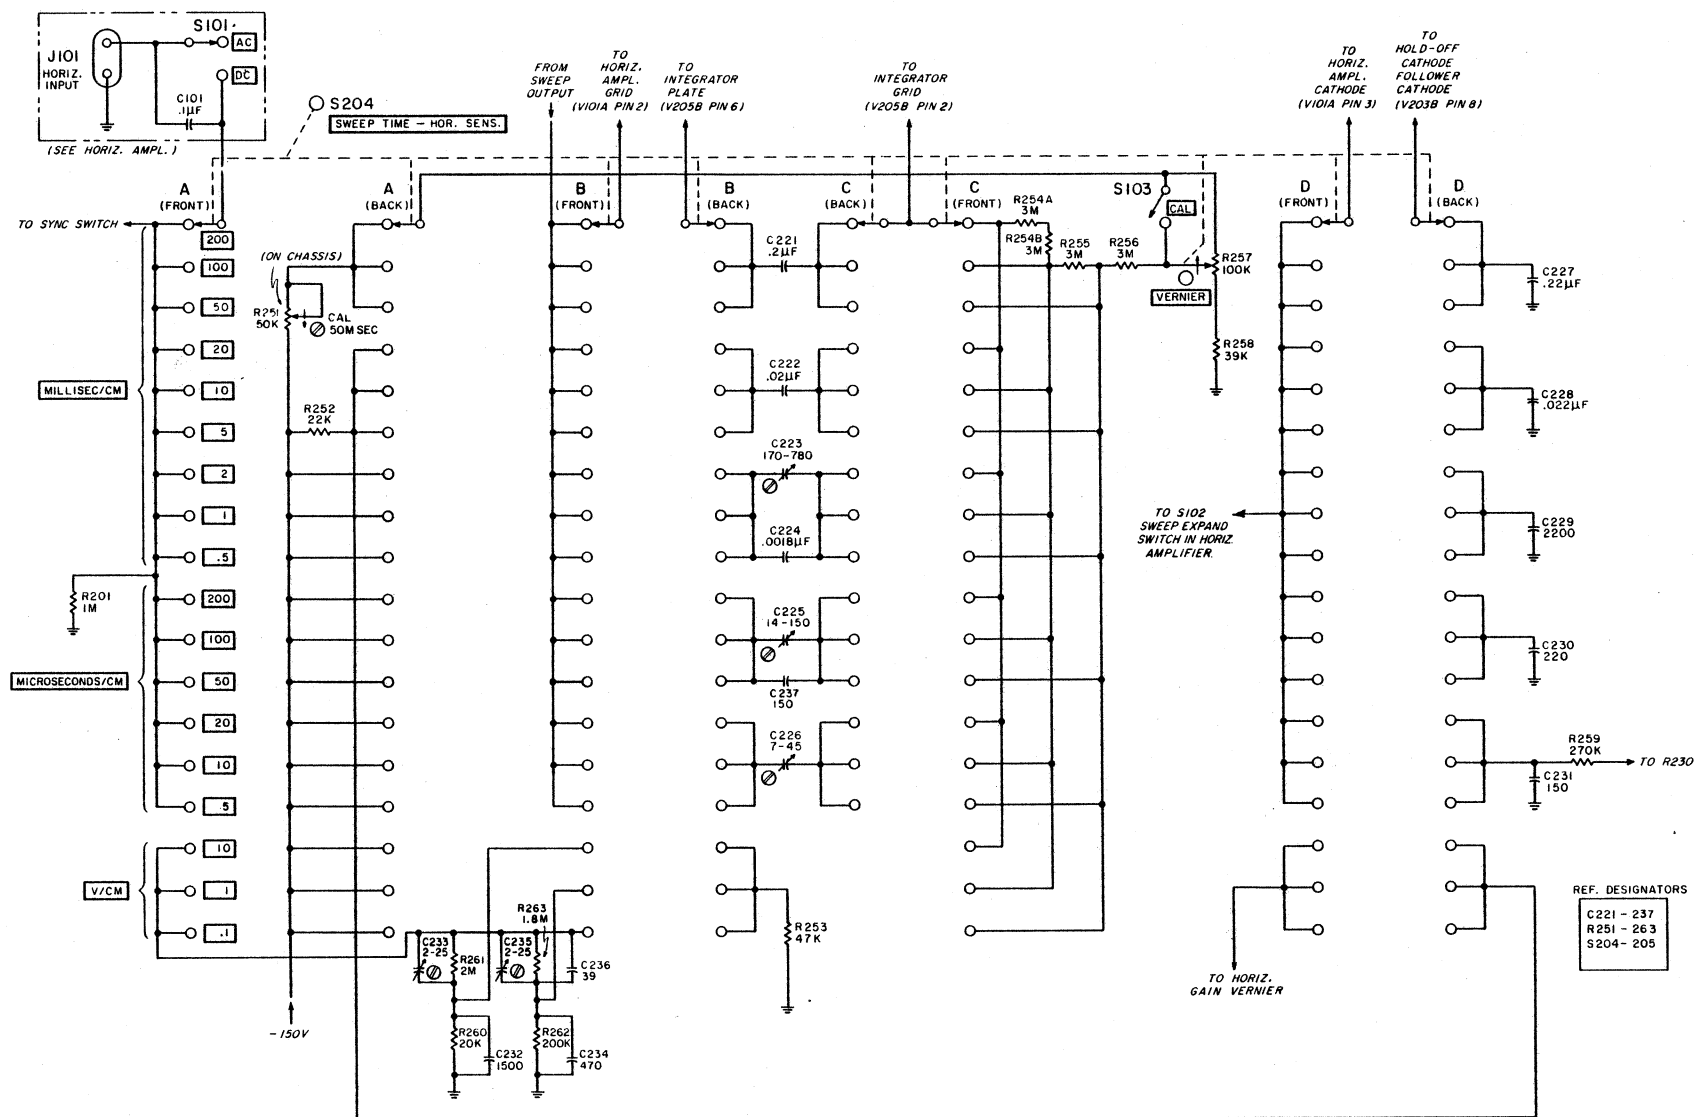 S101
AC
J101
HORIZ.
INPUT
DC
C101
.1µF
(SEE HORIZ. AMPL.)
S204
SWEEP TIME - HOR. SENS.
FROM
SWEEP
OUTPUT
TO
HORIZ.
AMPL.
GRID
(V101A PIN 2)
TO
INTEGRATOR
PLATE
(V205B PIN 6)
TO
INTEGRATOR
GRID
(V205B PIN 2)
TO
HORIZ.
AMPL.
CATHODE
(V101A PIN 3)
TO
HOLD-OFF
CATHODE
FOLLOWER
CATHODE
(V203B PIN 8)
A
(FRONT)
A
(BACK)
B
(FRONT)
B
(BACK)
C
(BACK)
C
(FRONT)
D
(FRONT)
D
(BACK)
TO SYNC SWITCH
MILLISEC/CM
200
100
50
20
10
5
2
1
.5
R201
1M
MICROSECONDS/CM
200
100
50
20
10
5
V/CM
10
1
.1
(ON CHASSIS)
R251
50K
CAL
50MSEC
R252
22K
-150V
C221
.2µF
C222
.02µF
C223
170-780
C224
.0018µF
C225
14-150
C237
150
C226
7-45
R253
47K
R254A
3M
R254B
3M
R255
3M
R256
3M
S103
CAL
VERNIER
R257
100K
R258
39K
TO S102
SWEEP EXPAND
SWITCH IN HORIZ.
AMPLIFIER.
C227
.22µF
C228
.022µF
C229
2200
C230
220
R259
270K
TO R230
C231
150
C233
2-25
R261
2M
C235
2-25
R263
1.8M
C236
39
R260
20K
C232
1500
R262
200K
C234
470
TO HORIZ.
GAIN VERNIER
REF. DESIGNATORS
C221 - 237
R251 - 263
S204 - 205